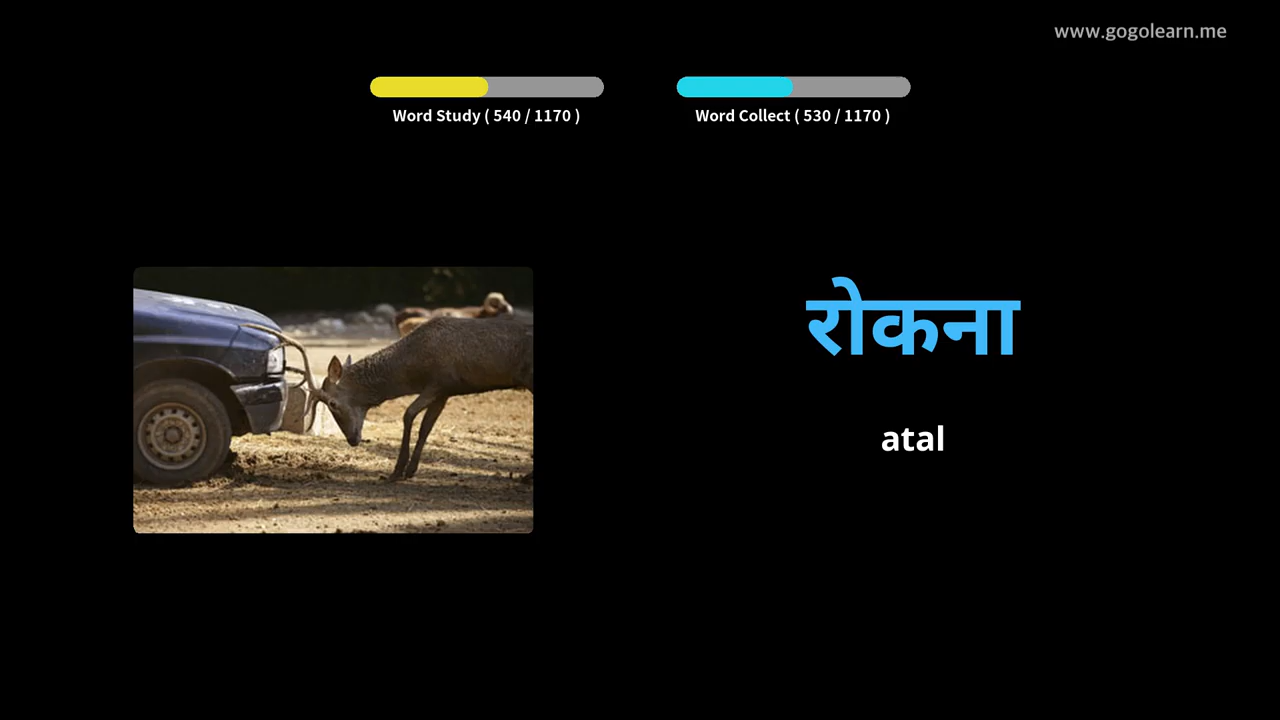 www.gogolearn.me
Word Study ( 540 / 1170 )
Word Collect ( 530 / 1170 )
रोकना
atal